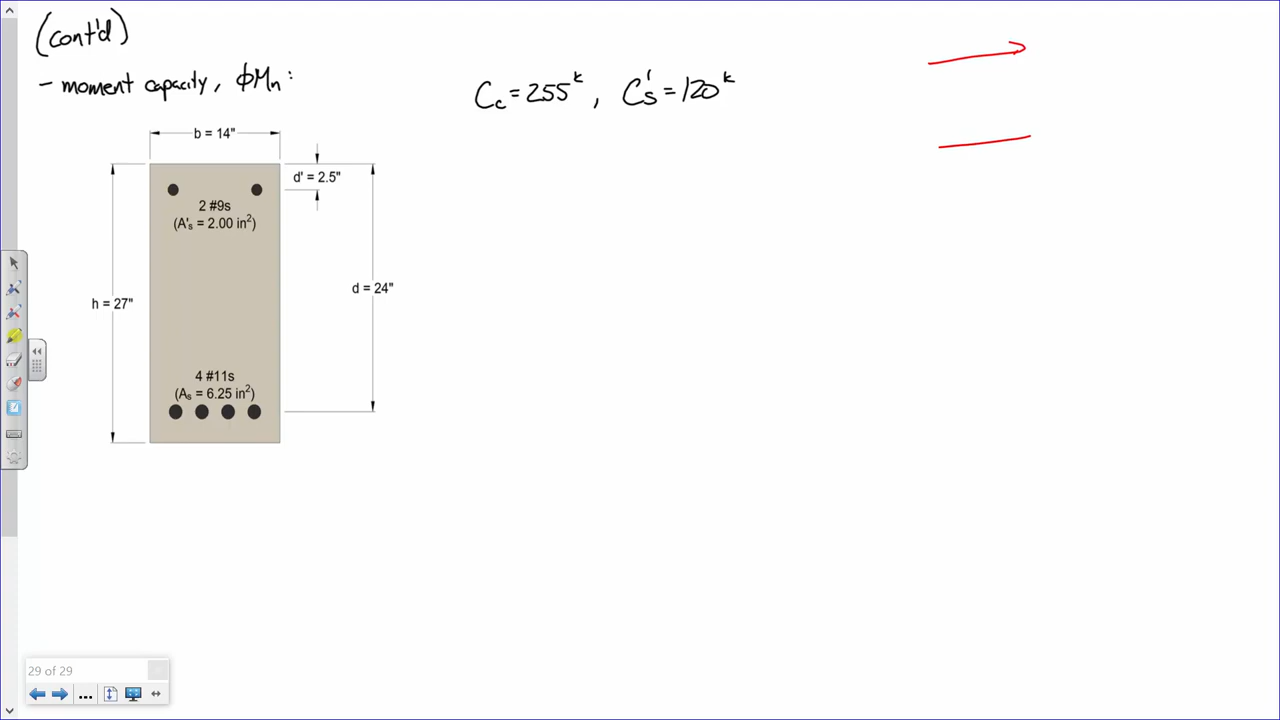 (cont'd)
- moment capacity, ϕMn:
Cc = 255ᵏ, C's = 120ᵏ
b = 14"
d' = 2.5"
2 #9s
(A's = 2.00 in²)
h = 27"
d = 24"
4 #11s
(As = 6.25 in²)
29 of 29
...